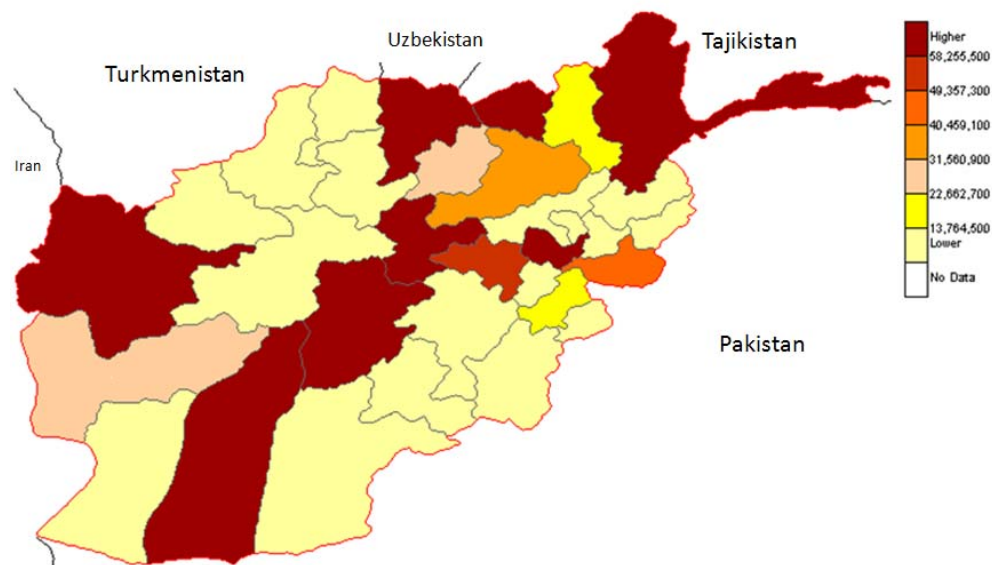 Uzbekistan
Tajikistan
Turkmenistan
Iran
Pakistan
Higher
58,255,500
49,357,300
40,459,100
31,560,900
22,662,700
13,764,500
Lower
No Data